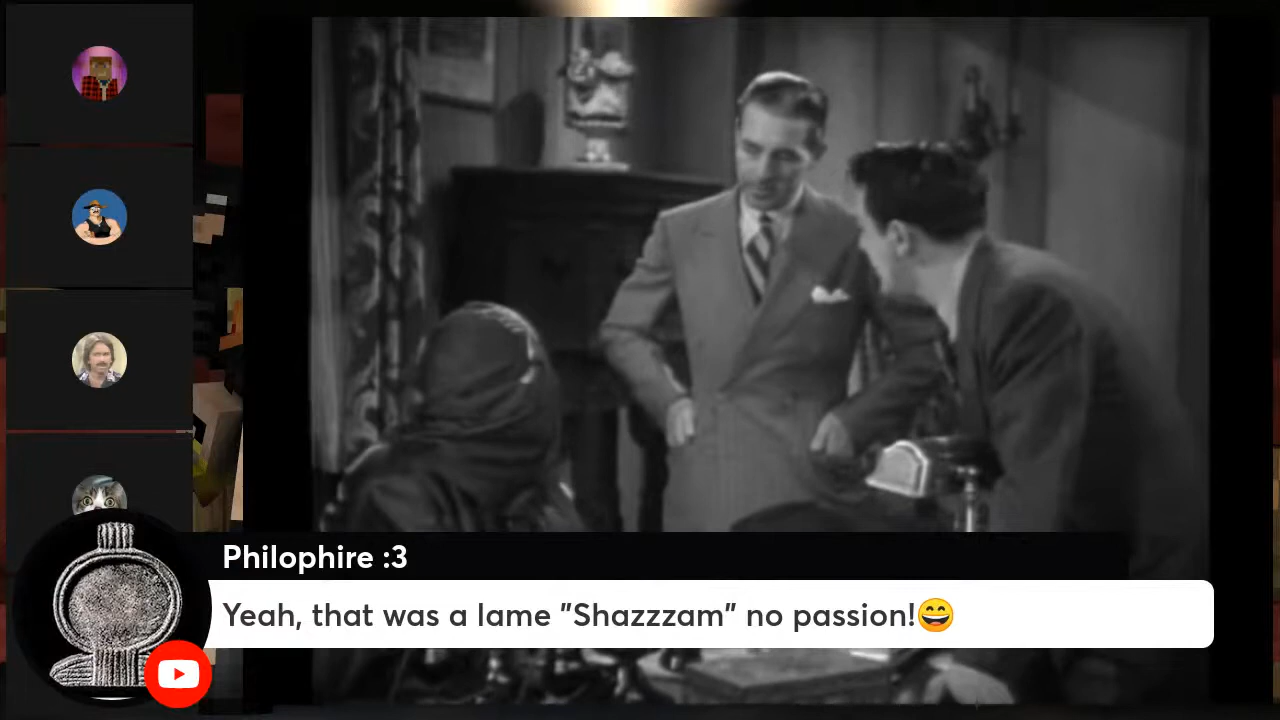 Philophire :3
Yeah, that was a lame "Shazzzam" no passion!😄